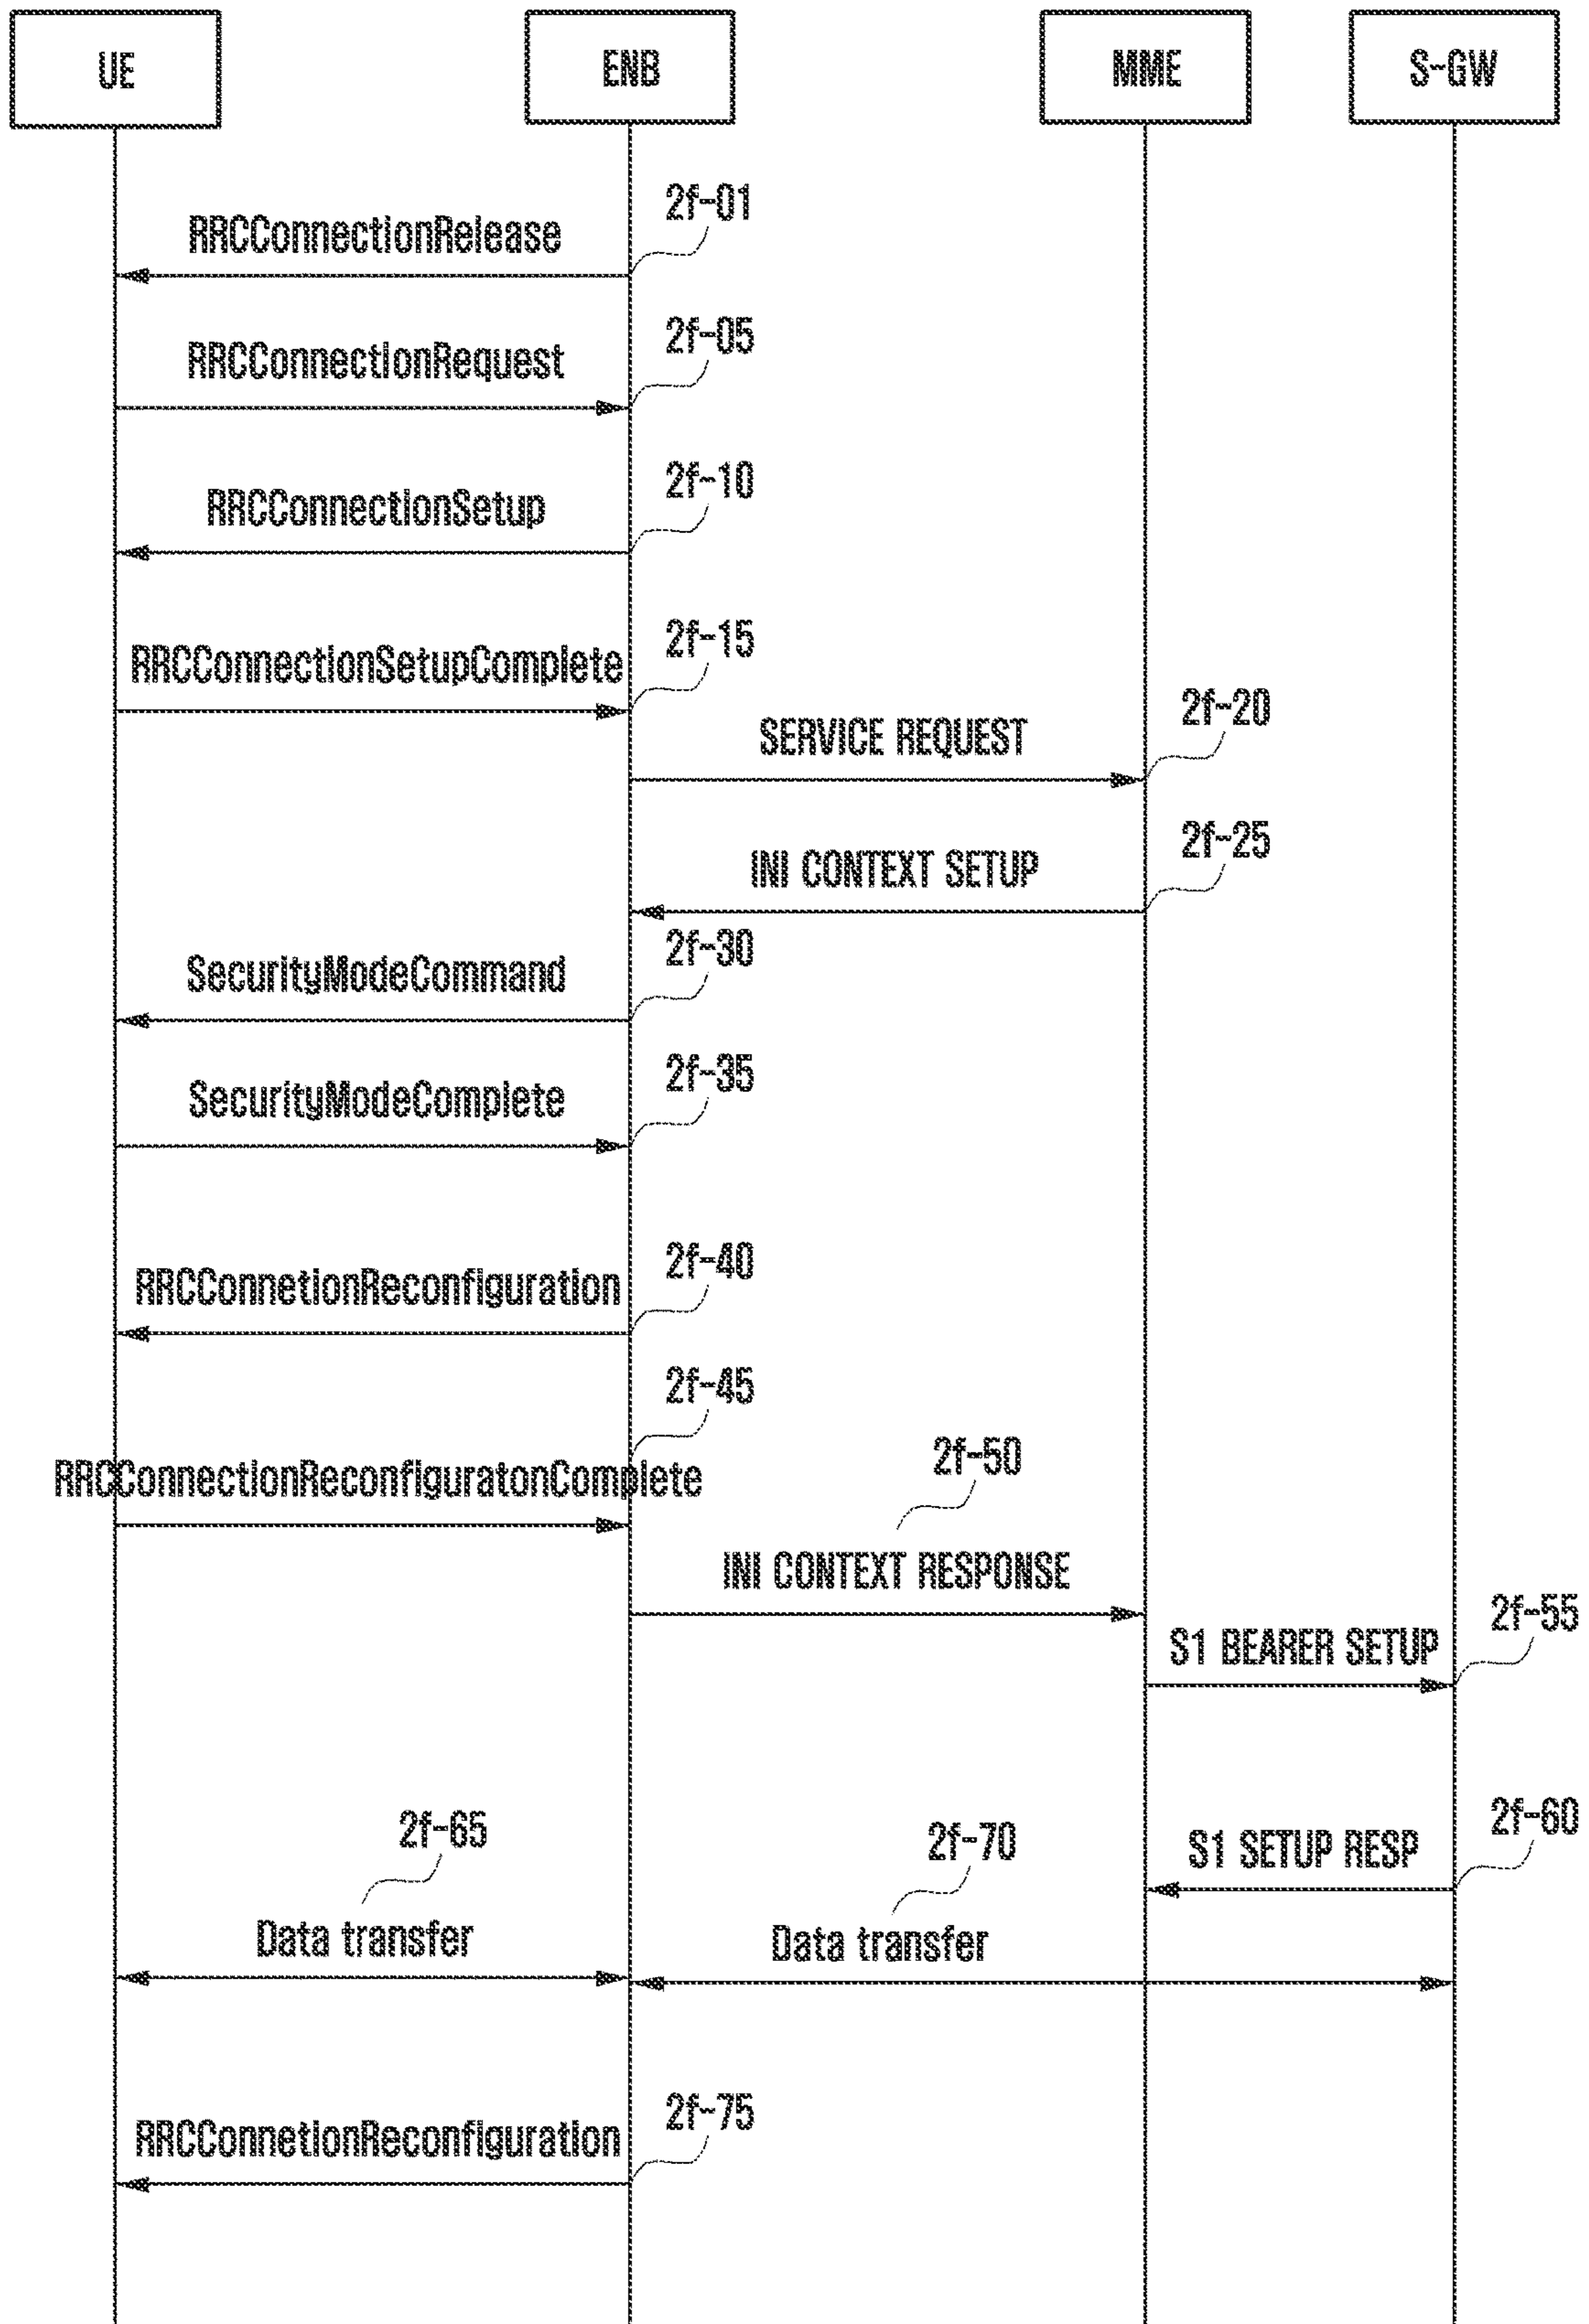 UE
ENB
MME
S-GW
2f-01
RRCConnectionRelease
2f-05
RRCConnectionRequest
2f-10
RRCConnectionSetup
2f-15
RRCConnectionSetupComplete
2f-20
SERVICE REQUEST
2f-25
INI CONTEXT SETUP
2f-30
SecurityModeCommand
2f-35
SecurityModeComplete
2f-40
RRCConnetionReconfiguration
2f-45
RRCConnectionReconfiguratonComplete
2f-50
INI CONTEXT RESPONSE
2f-55
S1 BEARER SETUP
2f-60
S1 SETUP RESP
2f-65
Data transfer
2f-70
Data transfer
2f-75
RRCConnetionReconfiguration